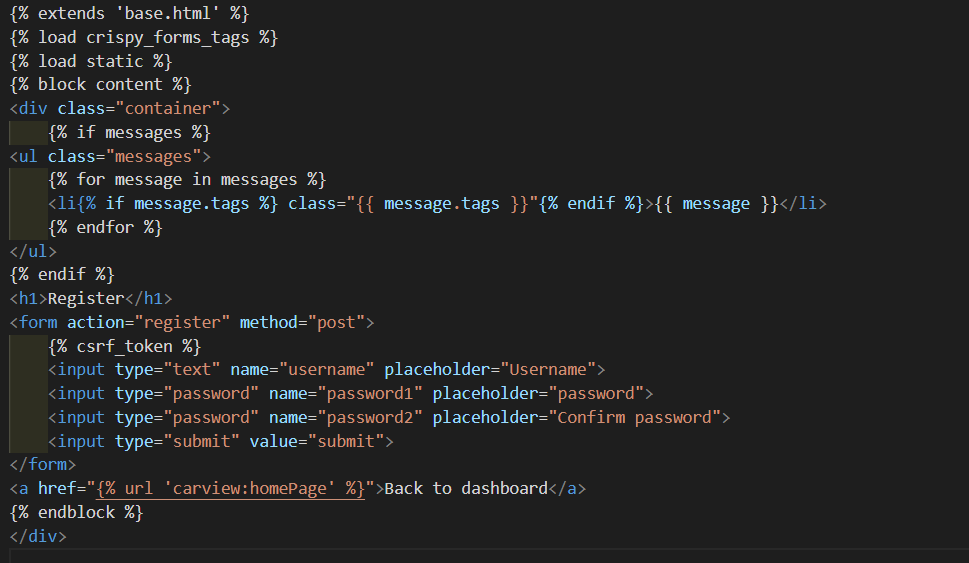 {% extends 'base.html' %}
{% load crispy_forms_tags %}
{% load static %}
{% block content %}
<div class="container">
    {% if messages %}
<ul class="messages">
    {% for message in messages %}
    <li{% if message.tags %} class="{{ message.tags }}"{% endif %}>{{ message }}</li>
    {% endfor %}
</ul>
{% endif %}
<h1>Register</h1>
<form action="register" method="post">
    {% csrf_token %}
    <input type="text" name="username" placeholder="Username">
    <input type="password" name="password1" placeholder="password">
    <input type="password" name="password2" placeholder="Confirm password">
    <input type="submit" value="submit">
</form>
<a href="{% url 'carview:homePage' %}">Back to dashboard</a>
{% endblock %}
</div>